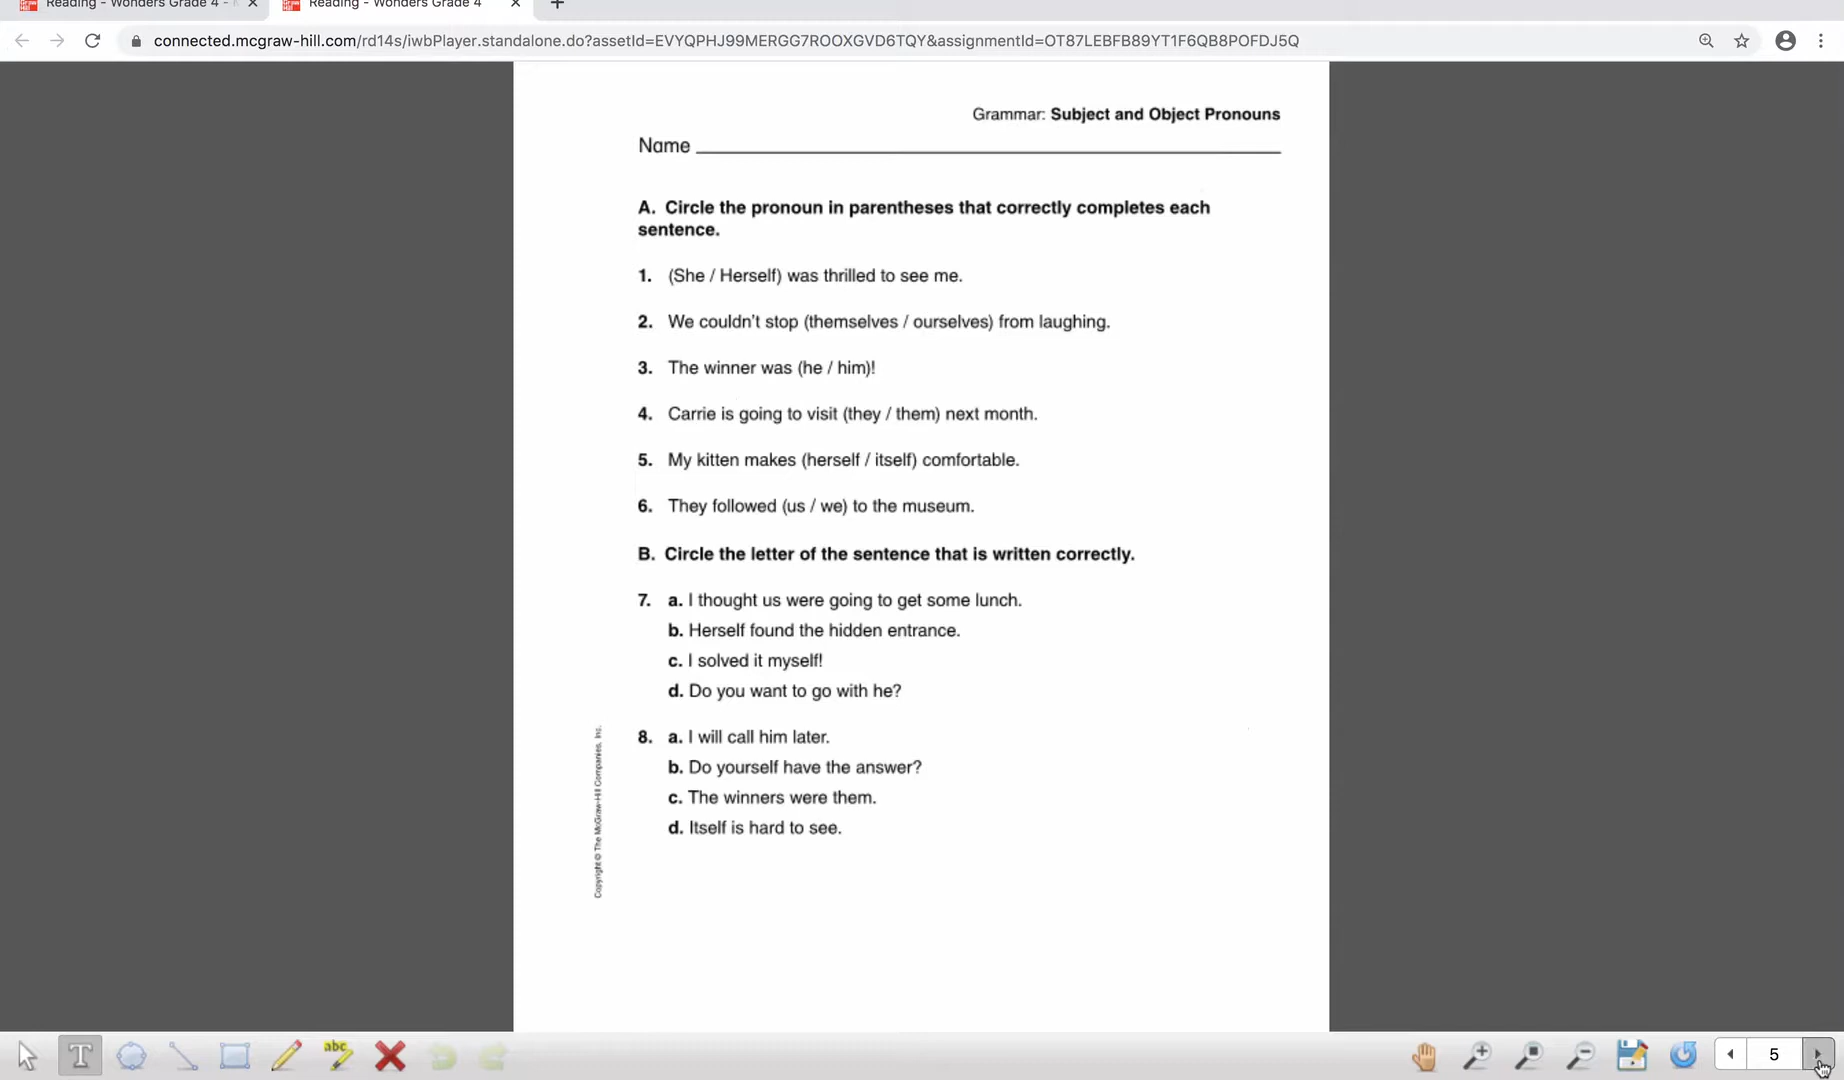 Reading - Wonders Grade 4 -
Reading - Wonders Grade 4
connected.mcgraw-hill.com/rd14s/iwbPlayer.standalone.do?assetId=EVYQPHJ99MERGG7ROOXGVD6TQY&assignmentId=OT87LEBFB89YT1F6QB8POFDJ5Q
Grammar: Subject and Object Pronouns
Name
A. Circle the pronoun in parentheses that correctly completes each
sentence.
1. (She / Herself) was thrilled to see me.
2. We couldn't stop (themselves / ourselves) from laughing.
3. The winner was (he / him)!
4. Carrie is going to visit (they / them) next month.
5. My kitten makes (herself / itself) comfortable.
6. They followed (us / we) to the museum.
B. Circle the letter of the sentence that is written correctly.
7. a. I thought us were going to get some lunch.
b. Herself found the hidden entrance.
c. I solved it myself!
d. Do you want to go with he?
8. a. I will call him later.
b. Do yourself have the answer?
c. The winners were them.
d. Itself is hard to see.
Copyright © The McGraw-Hill Companies, Inc.
T
abc
5